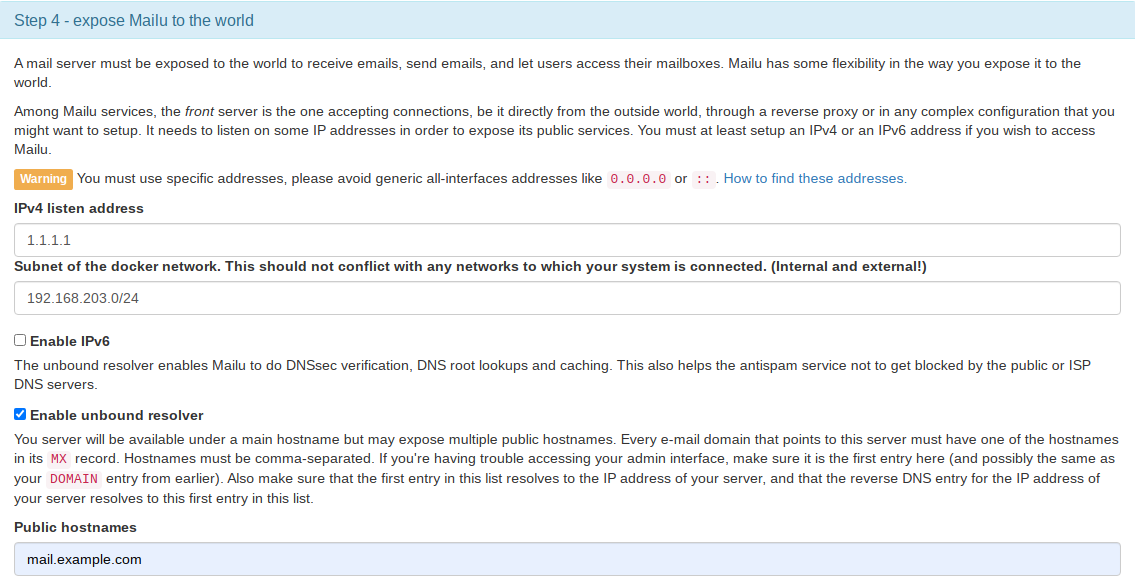 Step 4 - expose Mailu to the world
A mail server must be exposed to the world to receive emails, send emails, and let users access their mailboxes. Mailu has some flexibility in the way you expose it to the
world.
Among Mailu services, the front server is the one accepting connections, be it directly from the outside world, through a reverse proxy or in any complex configuration that you
might want to setup. It needs to listen on some IP addresses in order to expose its public services. You must at least setup an IPv4 or an IPv6 address if you wish to access
Mailu.
Warning You must use specific addresses, please avoid generic all-interfaces addresses like 0.0.0.0 or ::. How to find these addresses.
IPv4 listen address
1.1.1.1
Subnet of the docker network. This should not conflict with any networks to which your system is connected. (Internal and external!)
192.168.203.0/24
Enable IPv6
The unbound resolver enables Mailu to do DNSsec verification, DNS root lookups and caching. This also helps the antispam service not to get blocked by the public or ISP
DNS servers.
Enable unbound resolver
You server will be available under a main hostname but may expose multiple public hostnames. Every e-mail domain that points to this server must have one of the hostnames
in its MX record. Hostnames must be comma-separated. If you're having trouble accessing your admin interface, make sure it is the first entry here (and possibly the same as
your DOMAIN entry from earlier). Also make sure that the first entry in this list resolves to the IP address of your server, and that the reverse DNS entry for the IP address of
your server resolves to this first entry in this list.
Public hostnames
mail.example.com